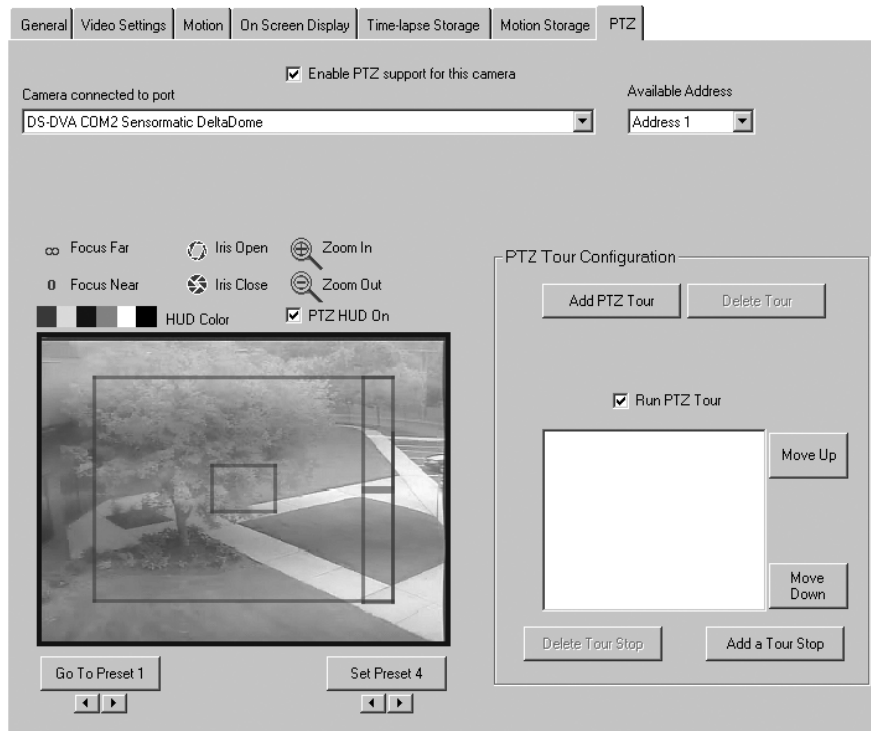 General
Video Settings
Motion
On Screen Display
Time-lapse Storage
Motion Storage
PTZ
Enable PTZ support for this camera
Camera connected to port
Available Address
DS-DVA COM2 Sensormatic DeltaDome
Address 1
Focus Far
Iris Open
Zoom In
Focus Near
Iris Close
Zoom Out
HUD Color
PTZ HUD On
PTZ Tour Configuration
Add PTZ Tour
Delete Tour
Run PTZ Tour
Move Up
Move
Down
Delete Tour Stop
Add a Tour Stop
Go To Preset 1
Set Preset 4